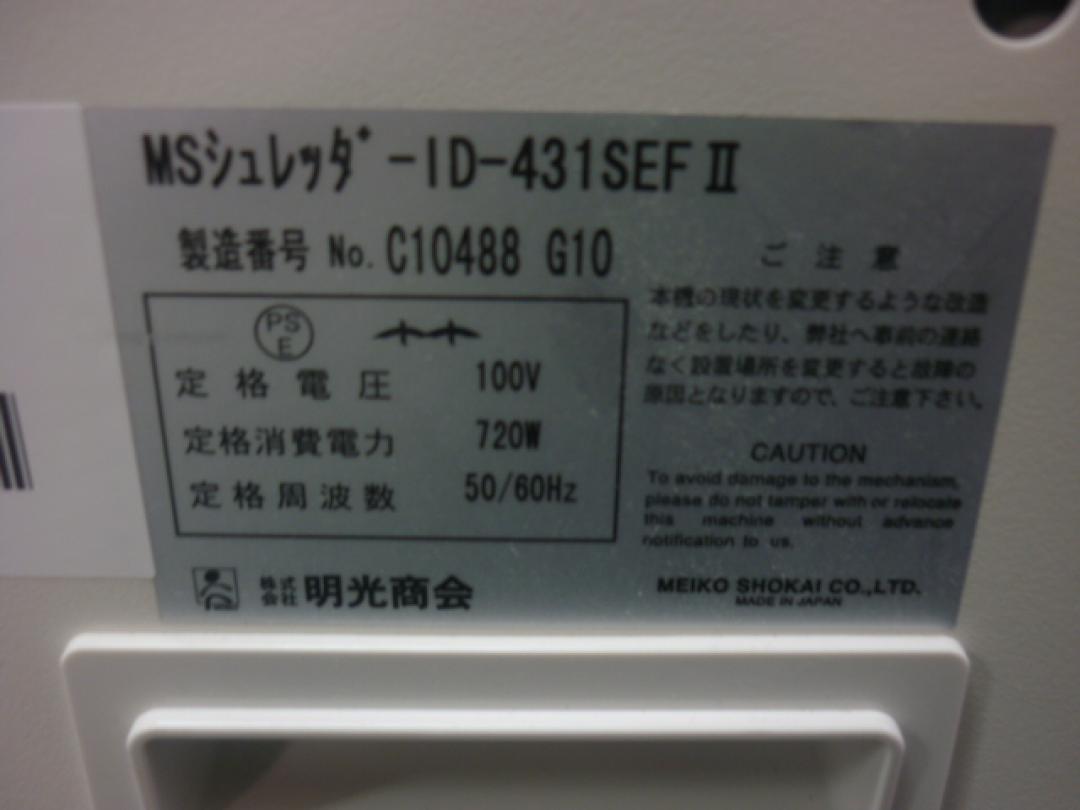 MSシュレッダ゛-ID-431SEFⅡ
製造番号 No. C10488 G10
PS
E
定格電圧 100V
定格消費電力 720W
定格周波数 50/60Hz
株式
会社 明光商会
ご注意
本機の現状を変更するような改造
などをしたり、弊社へ事前の連絡
なく設置場所を変更すると故障の
原因となりますので、ご注意下さい。
CAUTION
To avoid damage to the mechanism,
please do not tamper with or relocate
this machine without advance
notification to us.
MEIKO SHOKAI CO.,LTD.
MADE IN JAPAN